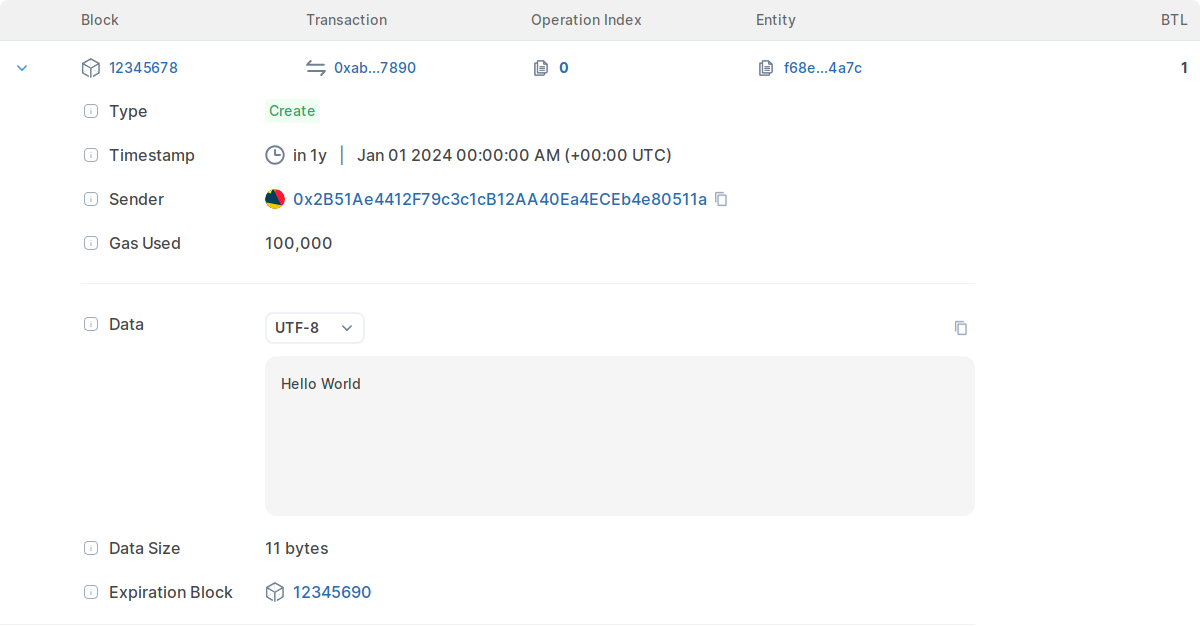 Block Transaction Operation Index Entity BTL
12345678 0xab...7890 0 f68e...4a7c 1
Type Create
Timestamp in 1y | Jan 01 2024 00:00:00 AM (+00:00 UTC)
Sender 0x2B51Ae4412F79c3c1cB12AA40Ea4ECEb4e80511a
Gas Used 100,000
Data UTF-8
Hello World
Data Size 11 bytes
Expiration Block 12345690